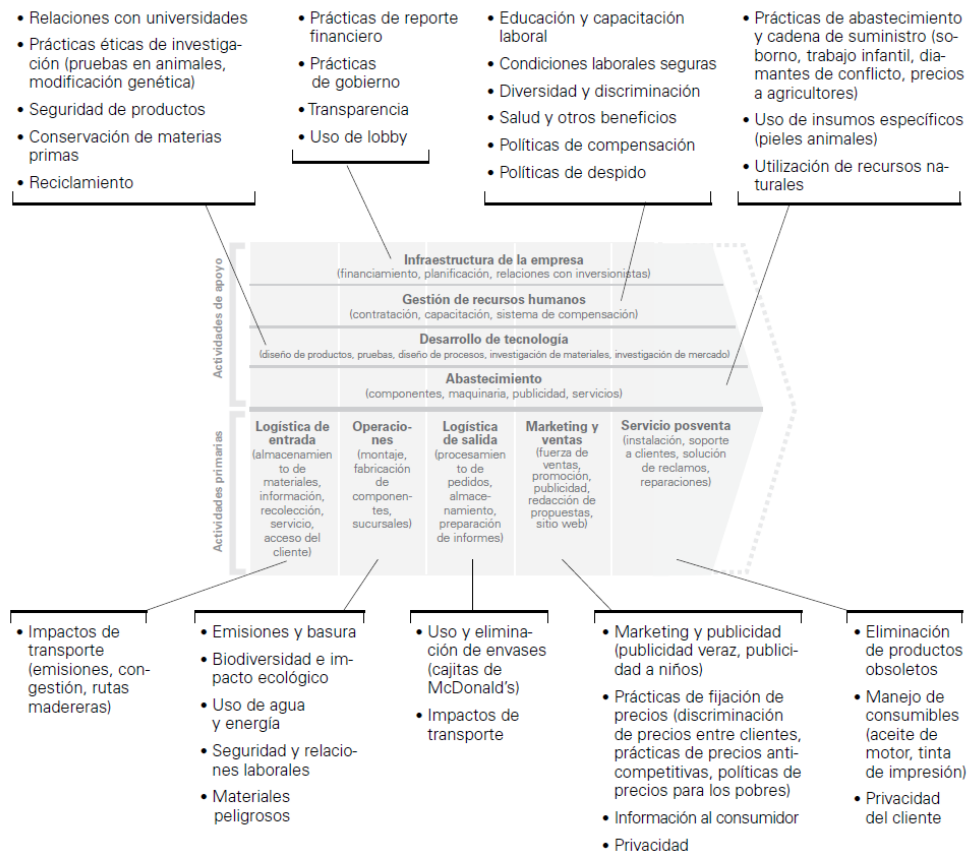 • Relaciones con universidades
• Prácticas éticas de investiga-
ción (pruebas en animales,
modificación genética)
• Seguridad de productos
• Conservación de materias
primas
• Reciclamiento
• Prácticas de reporte
financiero
• Prácticas
de gobierno
• Transparencia
• Uso de lobby
• Educación y capacitación
laboral
• Condiciones laborales seguras
• Diversidad y discriminación
• Salud y otros beneficios
• Políticas de compensación
• Políticas de despido
• Prácticas de abastecimiento
y cadena de suministro (so-
borno, trabajo infantil, dia-
mantes de conflicto, precios
a agricultores)
• Uso de insumos específicos
(pieles animales)
• Utilización de recursos na-
turales
Actividades de apoyo
Infraestructura de la empresa
(financiamiento, planificación, relaciones con inversionistas)
Gestión de recursos humanos
(contratación, capacitación, sistema de compensación)
Desarrollo de tecnología
(diseño de productos, pruebas, diseño de procesos, investigación de materiales, investigación de mercado)
Abastecimiento
(componentes, maquinaria, publicidad, servicios)
Actividades primarias
Logística de
entrada
(almacenamien-
to de
materiales,
información,
recolección,
servicio,
acceso del
cliente)
Operacio-
nes
(montaje,
fabricación
de
componen-
tes,
sucursales)
Logística
de salida
(procesamien-
to de
pedidos,
almace-
namiento,
preparación
de informes)
Marketing y
ventas
(fuerza de
ventas,
promoción,
publicidad,
redacción de
propuestas,
sitio web)
Servicio posventa
(instalación, soporte
a clientes, solución
de reclamos,
reparaciones)
• Impactos de
transporte
(emisiones, con-
gestión, rutas
madereras)
• Emisiones y basura
• Biodiversidad e im-
pacto ecológico
• Uso de agua
y energía
• Seguridad y relacio-
nes laborales
• Materiales
peligrosos
• Uso y elimina-
ción de envases
(cajitas de
McDonald's)
• Impactos de
transporte
• Marketing y publicidad
(publicidad veraz, publici-
dad a niños)
• Prácticas de fijación de
precios (discriminación
de precios entre clientes,
prácticas de precios anti-
competitivas, políticas de
precios para los pobres)
• Información al consumidor
• Privacidad
• Eliminación
de productos
obsoletos
• Manejo de
consumibles
(aceite de
motor, tinta
de impresión)
• Privacidad
del cliente